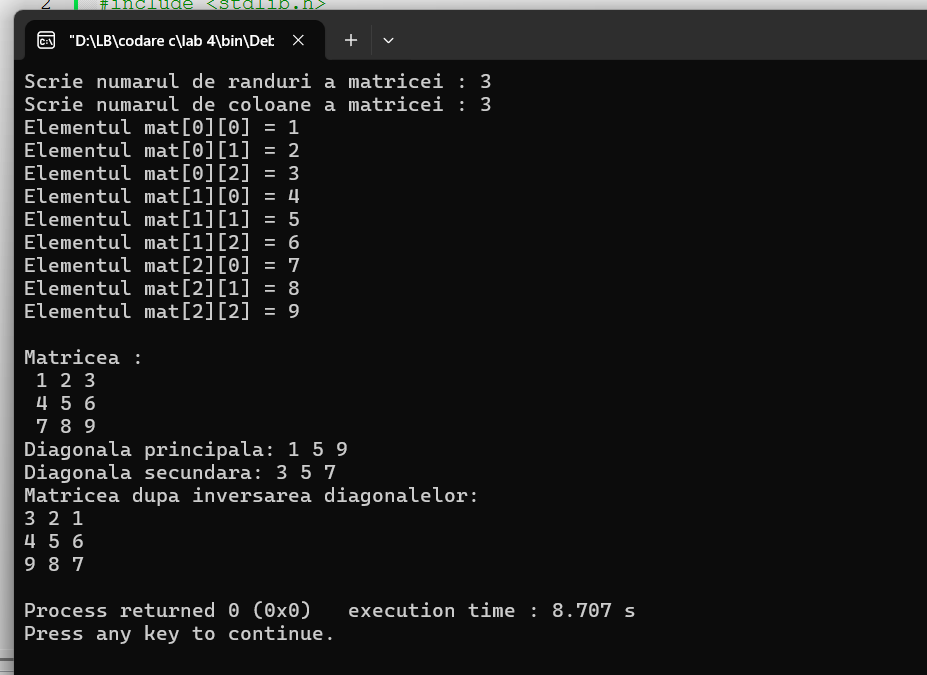 2 #include <stdlib.h>
"D:\LB\codare c\lab 4\bin\Deb
Scrie numarul de randuri a matricei : 3
Scrie numarul de coloane a matricei : 3
Elementul mat[0][0] = 1
Elementul mat[0][1] = 2
Elementul mat[0][2] = 3
Elementul mat[1][0] = 4
Elementul mat[1][1] = 5
Elementul mat[1][2] = 6
Elementul mat[2][0] = 7
Elementul mat[2][1] = 8
Elementul mat[2][2] = 9
Matricea :
1 2 3
4 5 6
7 8 9
Diagonala principala: 1 5 9
Diagonala secundara: 3 5 7
Matricea dupa inversarea diagonalelor:
3 2 1
4 5 6
9 8 7
Process returned 0 (0x0)   execution time : 8.707 s
Press any key to continue.